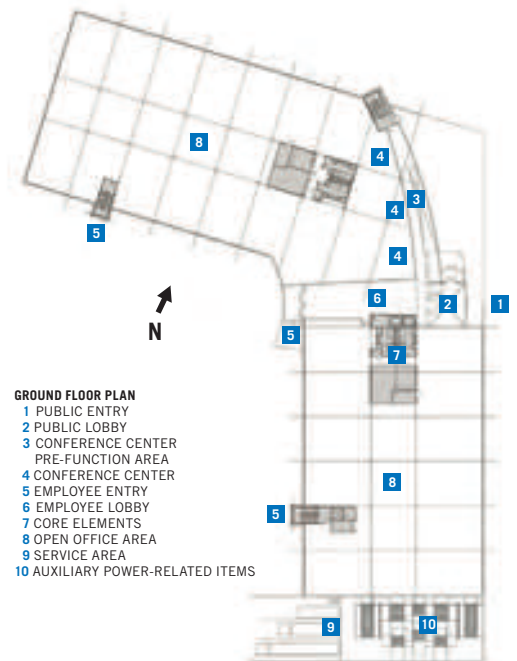 8
4
3
4
5
4
6
2
1
N
5
7
GROUND FLOOR PLAN
1 PUBLIC ENTRY
2 PUBLIC LOBBY
3 CONFERENCE CENTER
PRE-FUNCTION AREA
4 CONFERENCE CENTER
5 EMPLOYEE ENTRY
6 EMPLOYEE LOBBY
7 CORE ELEMENTS
8 OPEN OFFICE AREA
9 SERVICE AREA
10 AUXILIARY POWER-RELATED ITEMS
8
5
9
10